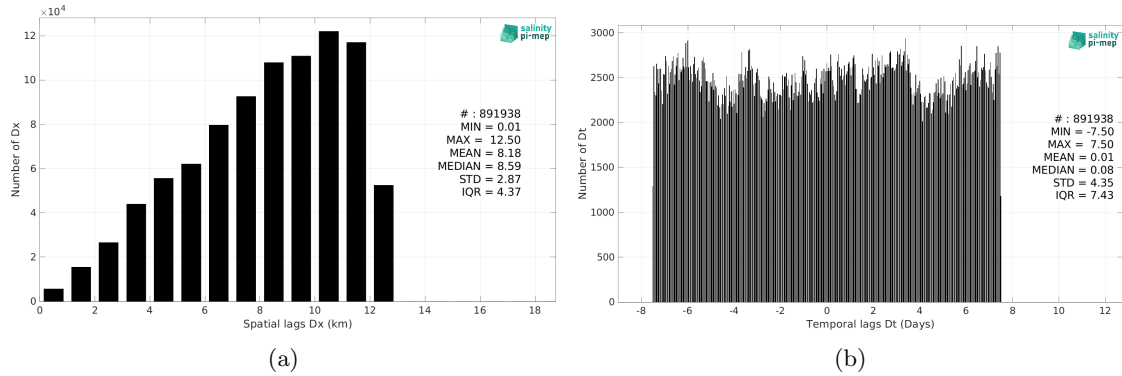 ×10⁴
12
10
8
6
4
2
0
Number of Dx
0 2 4 6 8 10 12 14 16 18
Spatial lags Dx (km)
salinity
pi-mep
# : 891938
MIN = 0.01
MAX = 12.50
MEAN = 8.18
MEDIAN = 8.59
STD = 2.87
IQR = 4.37
(a)
3000
2500
2000
1500
1000
500
0
Number of Dt
-8 -6 -4 -2 0 2 4 6 8 10 12
Temporal lags Dt (Days)
salinity
pi-mep
# : 891938
MIN = -7.50
MAX = 7.50
MEAN = 0.01
MEDIAN = 0.08
STD = 4.35
IQR = 7.43
(b)